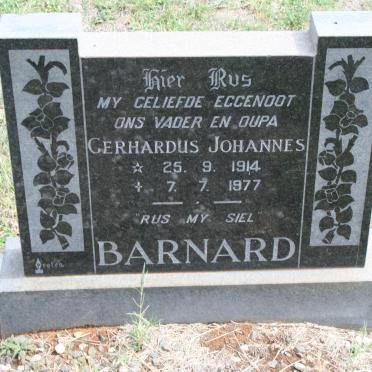 Hier Rus
MY GELIEFDE EGGENOOT
ONS VADER EN OUPA
GERHARDUS JOHANNES
☆ 25. 9. 1914
✝ 7. 7. 1977
"RUS MY SIEL"
BARNARD